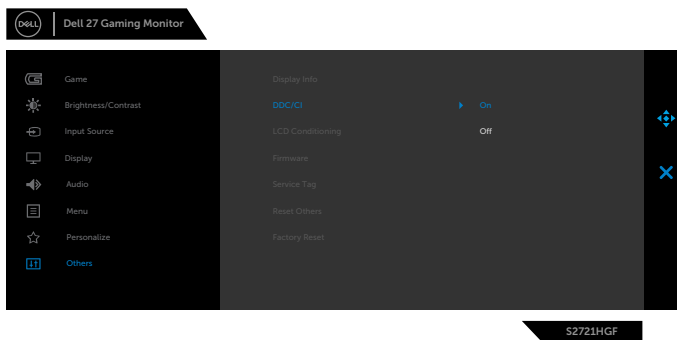 DELL
Dell 27 Gaming Monitor
Game
Display Info
Brightness/Contrast
DDC/CI
On
Input Source
LCD Conditioning
Off
Display
Firmware
Audio
Service Tag
Menu
Reset Others
Personalize
Factory Reset
Others
S2721HGF